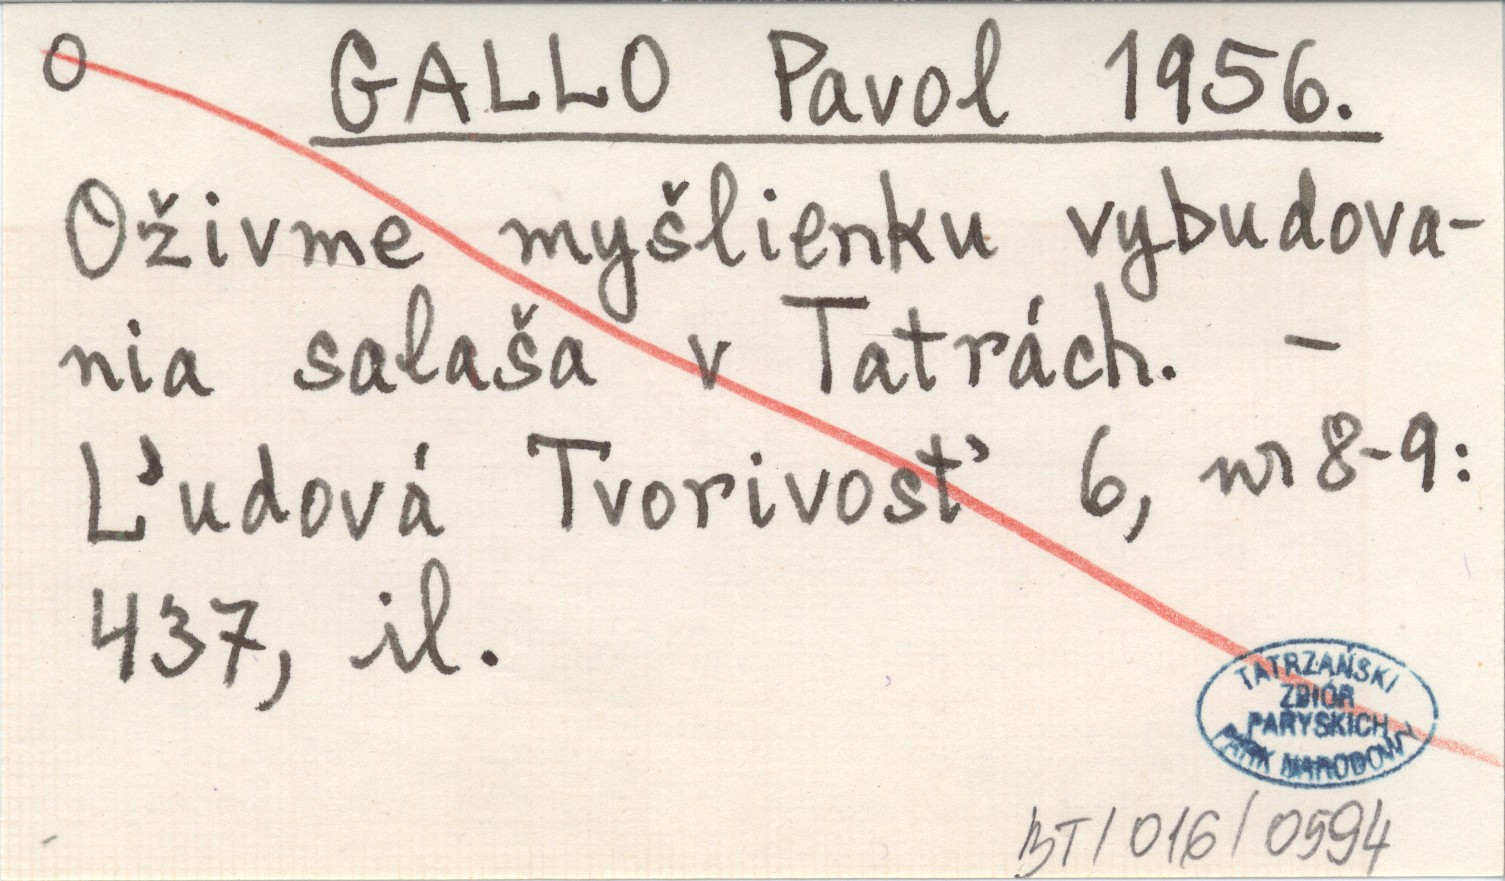 O GALLO Pavol 1956.
Oživme myšlienku vybudova-
nia salaša v Tatrách. –
Ľudová Tvorivosť 6, nr 8-9:
437, il.
TATRZAŃSKI
ZBIÓR
PARYSKICH
PARK NARODOWY
BT/016/0594